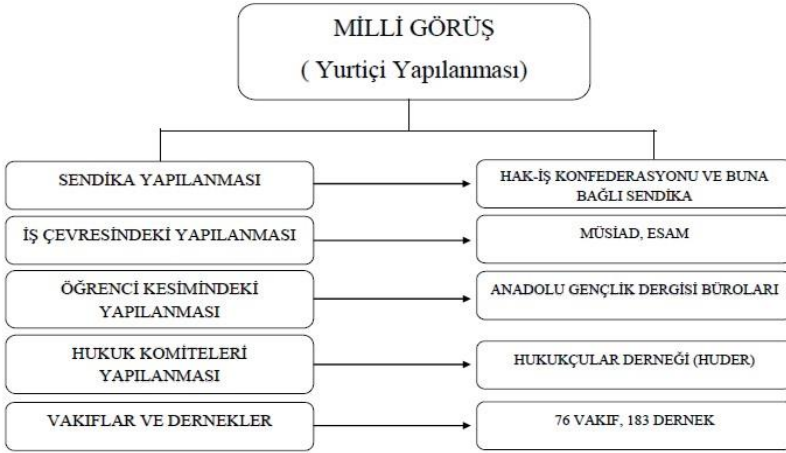 MİLLİ GÖRÜŞ
( Yurtiçi Yapılanması)
SENDİKA YAPILANMASI
HAK-İŞ KONFEDERASYONU VE BUNA
BAĞLI SENDİKA
İŞ ÇEVRESİNDEKİ YAPILANMASI
MÜSİAD, ESAM
ÖĞRENCİ KESİMİNDEKİ
YAPILANMASI
ANADOLU GENÇLİK DERGİSİ BÜROLARI
HUKUK KOMİTELERİ
YAPILANMASI
HUKUKÇULAR DERNEĞİ (HUDER)
VAKIFLAR VE DERNEKLER
76 VAKIF, 183 DERNEK